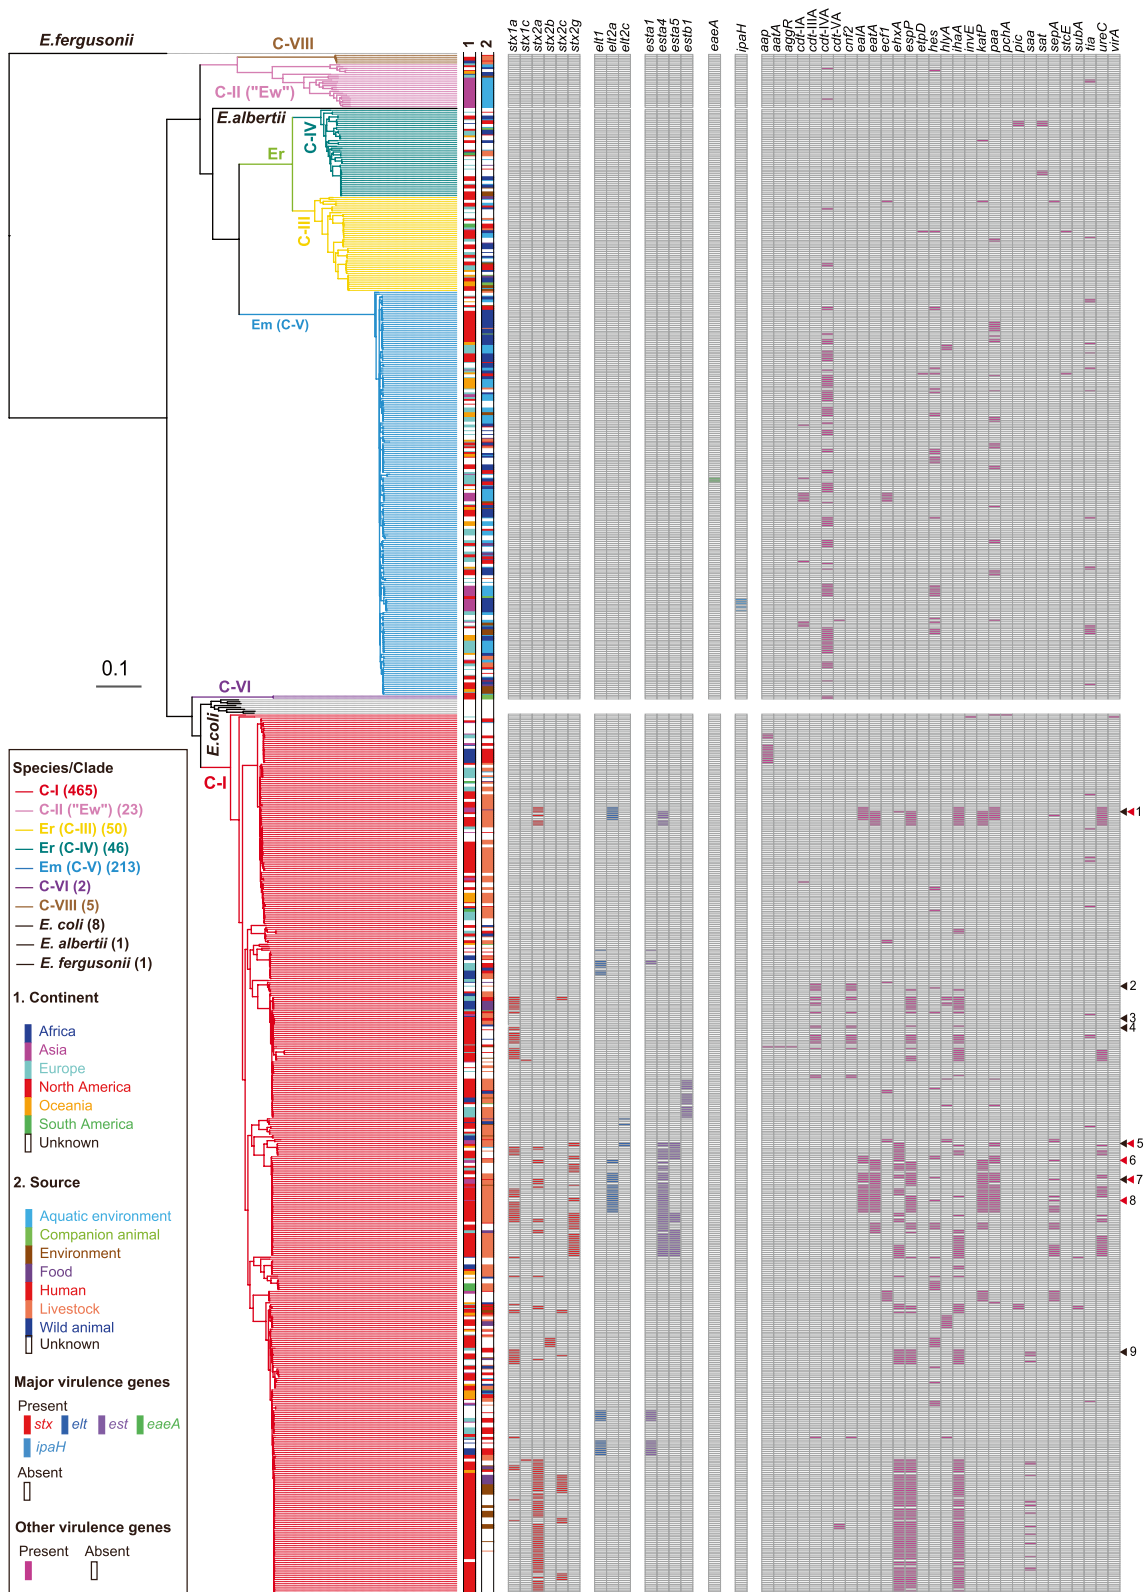 E.fergusonii
C-VIII
C-II ("Ew")
E.albertii
C-IV
Er
C-III
Em (C-V)
0.1
C-VI
E.coli
C-I
1 2
stx1a stx1c stx2a stx2b stx2c stx2g
elt1 elt2a elt2c
esta1 esta4 esta5 estb1
eaeA
ipaH
aap aatA aggR cdt-IA cdt-IIIA cdt-IVA cdt-VA cnf2 ealA eatA ecf1 ehxA espP etpD hes hlyA ihaA invE katP paa pchA pic saa sat sepA stcE subA tia ureC virA
1
2
3
4
5
6
7
8
9
Species/Clade
C-I (465)
C-II ("Ew") (23)
Er (C-III) (50)
Er (C-IV) (46)
Em (C-V) (213)
C-VI (2)
C-VIII (5)
E. coli (8)
E. albertii (1)
E. fergusonii (1)
1. Continent
Africa
Asia
Europe
North America
Oceania
South America
Unknown
2. Source
Aquatic environment
Companion animal
Environment
Food
Human
Livestock
Wild animal
Unknown
Major virulence genes
Present
stx elt est eaeA
ipaH
Absent
Other virulence genes
Present Absent